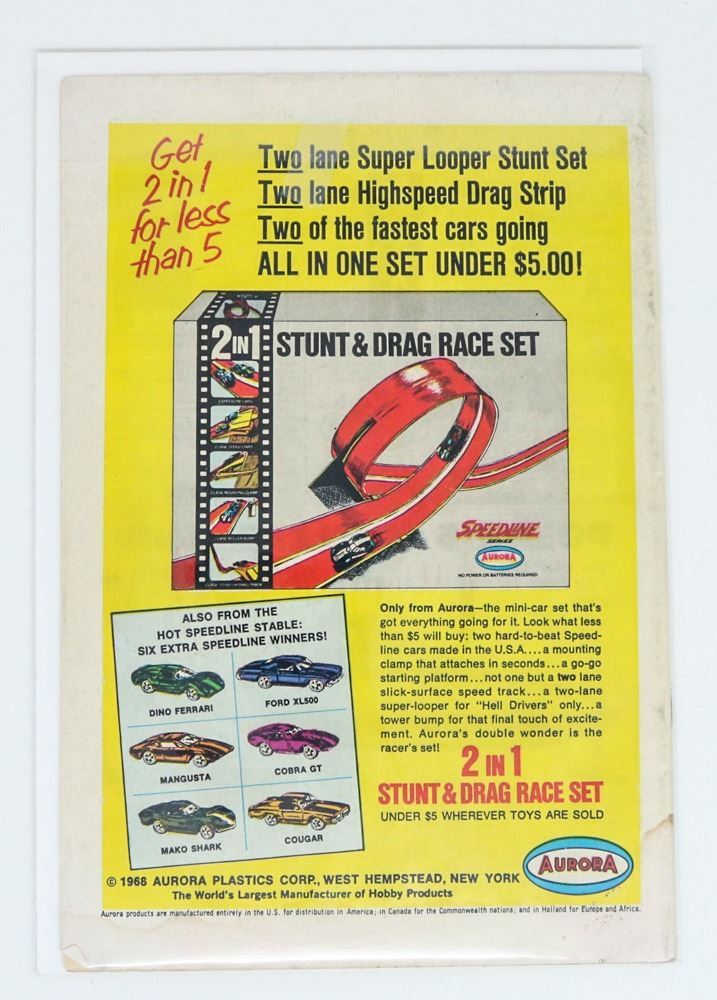 Get
2 in 1
for less
than 5
Two lane Super Looper Stunt Set
Two lane Highspeed Drag Strip
Two of the fastest cars going
ALL IN ONE SET UNDER $5.00!
2 IN 1
STUNT & DRAG RACE SET
SPEEDLINE
SERIES
AURORA
NO POWER OR BATTERIES REQUIRED
ALSO FROM THE
HOT SPEEDLINE STABLE:
SIX EXTRA SPEEDLINE WINNERS!
DINO FERRARI
FORD XL500
MANGUSTA
COBRA GT
MAKO SHARK
COUGAR
Only from Aurora—the mini-car set that's
got everything going for it. Look what less
than $5 will buy: two hard-to-beat Speed-
line cars made in the U.S.A....a mounting
clamp that attaches in seconds...a go-go
starting platform...not one but a two lane
slick-surface speed track...a two-lane
super-looper for "Hell Drivers" only...a
tower bump for that final touch of excite-
ment. Aurora's double wonder is the
racer's set!
2 IN 1
STUNT & DRAG RACE SET
UNDER $5 WHEREVER TOYS ARE SOLD
AURORA
© 1968 AURORA PLASTICS CORP., WEST HEMPSTEAD, NEW YORK
The World's Largest Manufacturer of Hobby Products
Aurora products are manufactured entirely in the U.S. for distribution in America; in Canada for the Commonwealth nations; and in Holland for Europe and Africa.